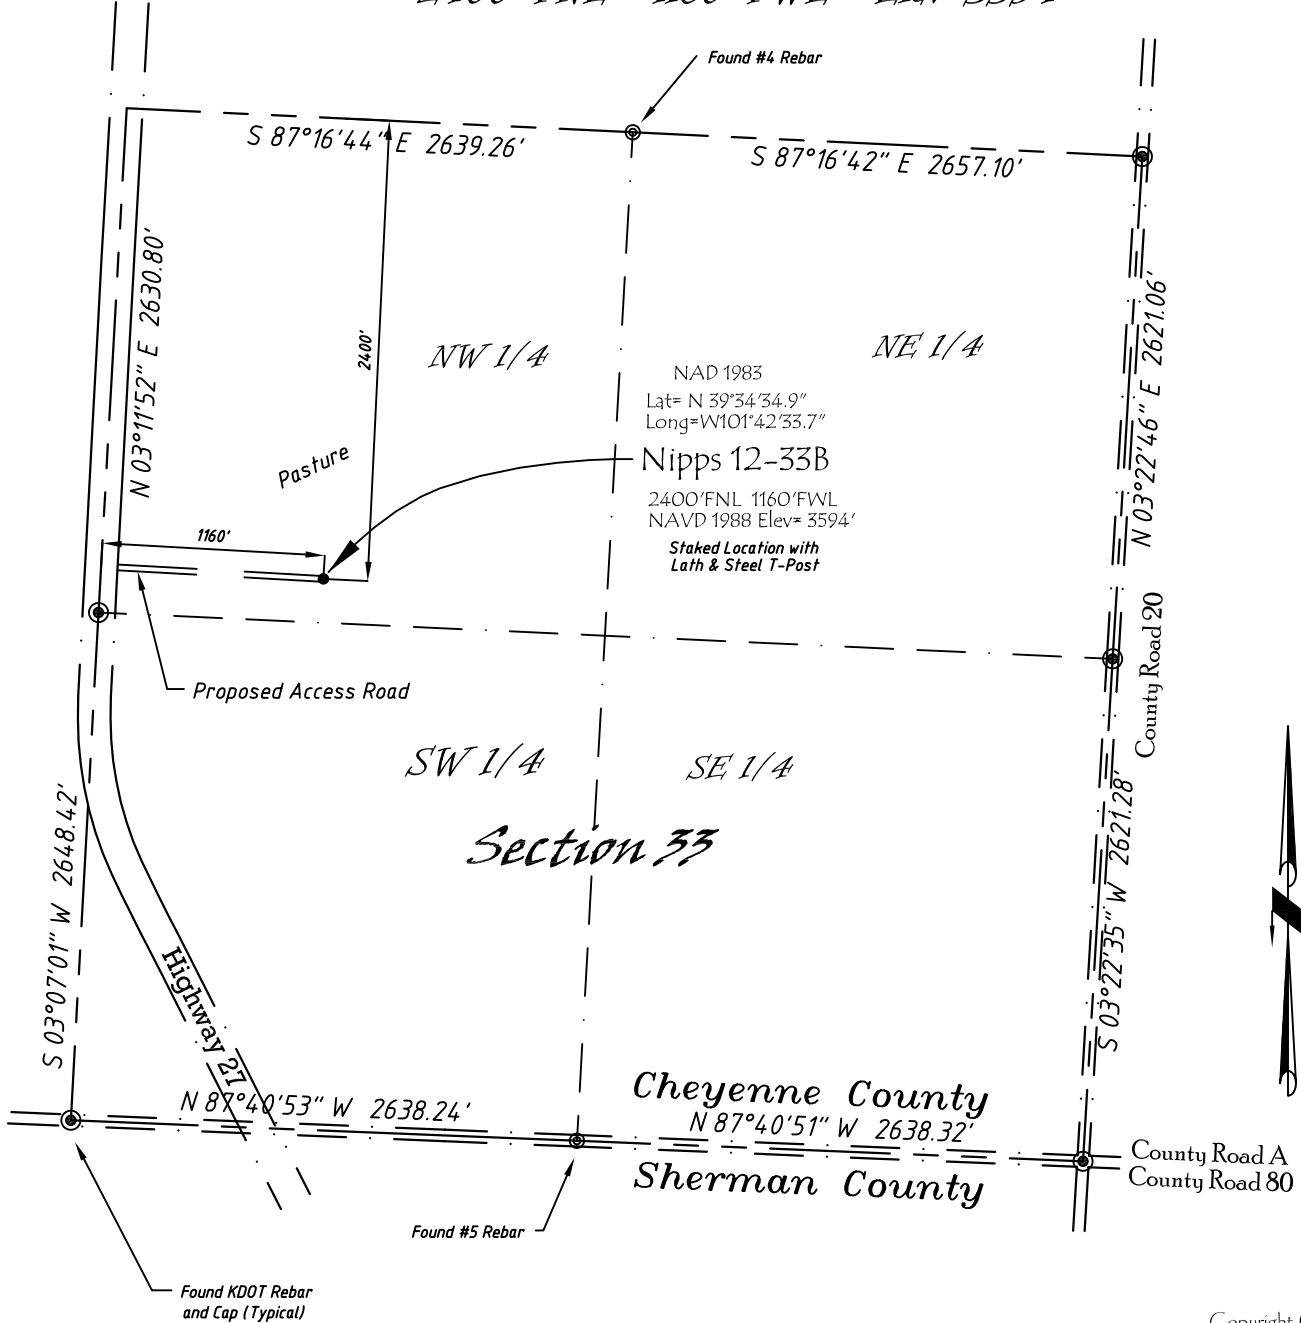 Found #4 Rebar
S 87°16'44" E 2639.26'
S 87°16'42" E 2657.10'
N 03°11'52" E 2630.80'
N 03°22'46" E 2621.06'
2400'
NW 1/4
NE 1/4
NAD 1983
Lat= N 39°34'34.9"
Long=W101°42'33.7"
Pasture
Nipps 12-33B
2400'FNL 1160'FWL
NAVD 1988 Elev= 3594'
Staked Location with
Lath & Steel T-Post
1160'
County Road 20
Proposed Access Road
SW 1/4
SE 1/4
S 03°07'01" W 2648.42'
S 03°22'35" W 2621.28'
Section 33
Highway 27
Cheyenne County
N 87°40'53" W 2638.24'
N 87°40'51" W 2638.32'
County Road A
Sherman County
County Road 80
Found #5 Rebar
Found KDOT Rebar
and Cap (Typical)